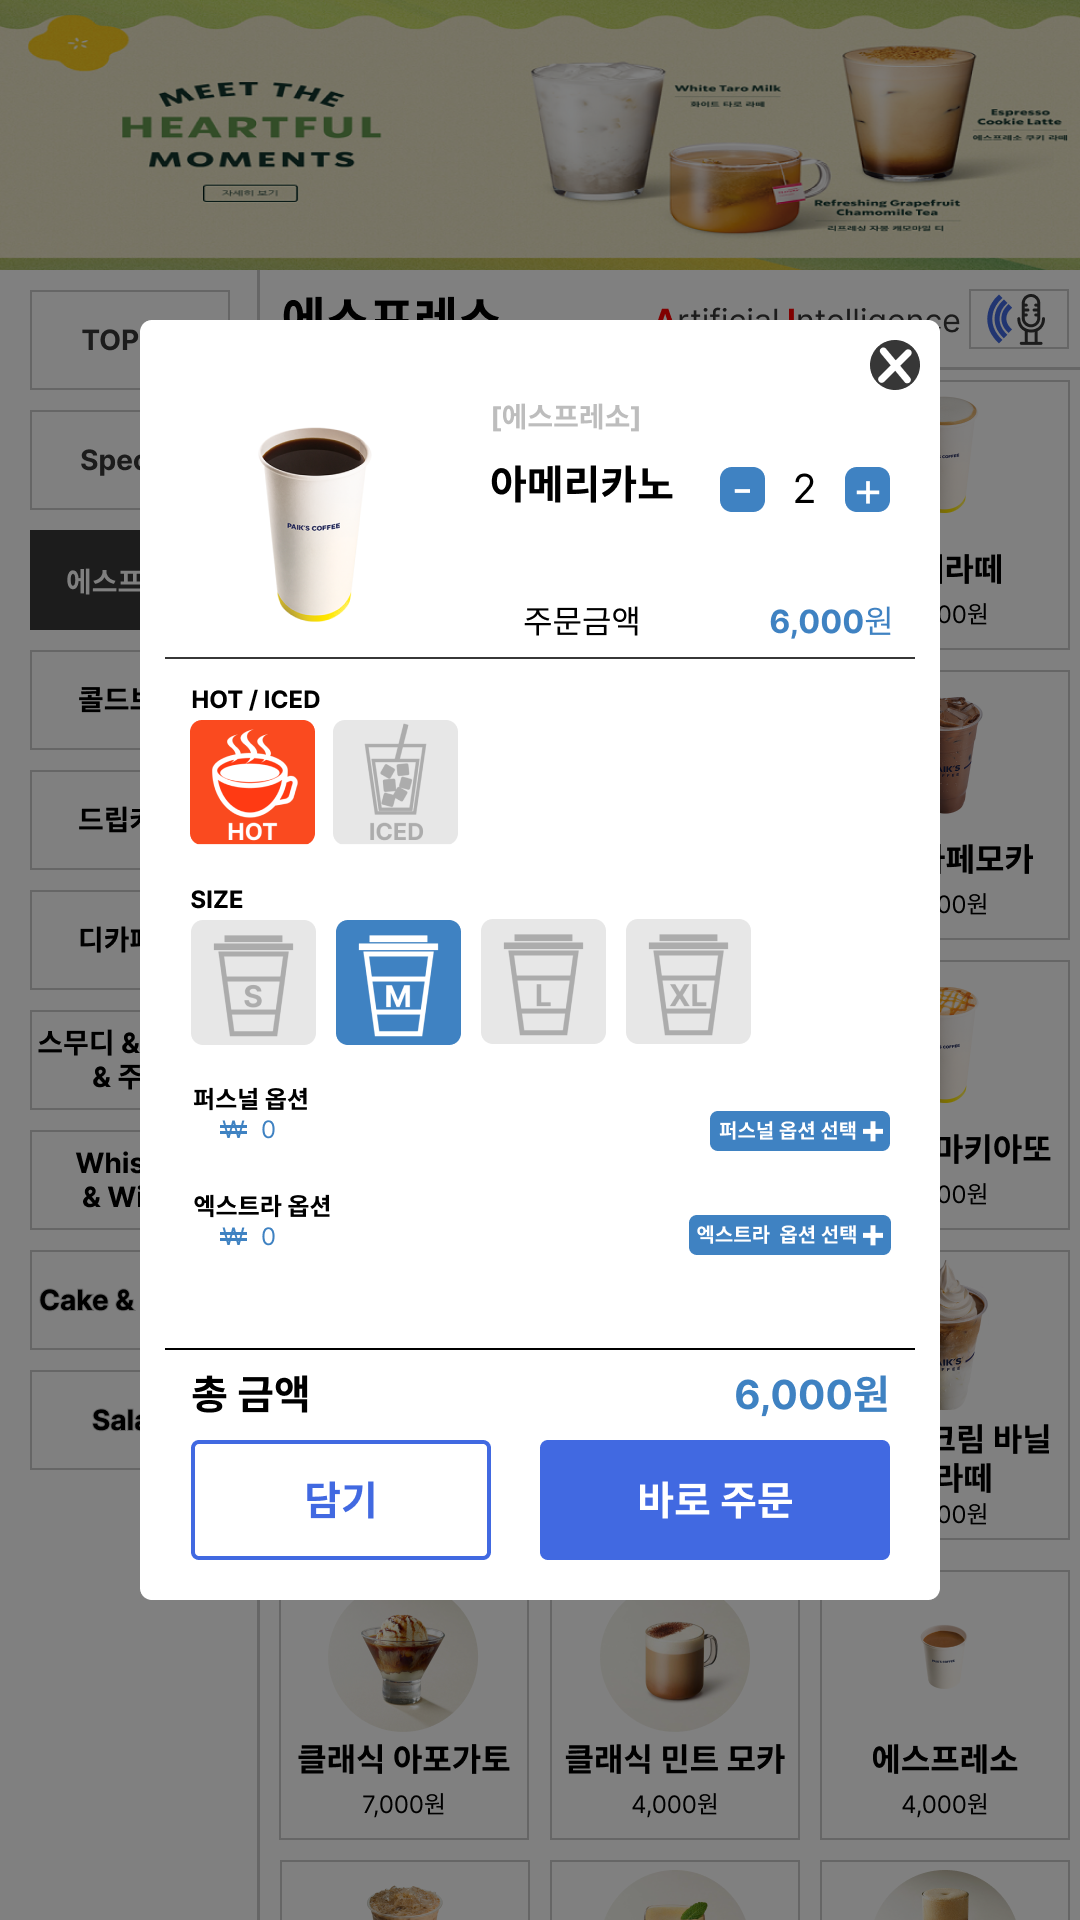 MEET THE
HEARTFUL
MOMENTS
자세히 보기
White Taro Milk
화이트 타로 라떼
Espresso
Cookie Latte
에스프레소 쿠키 라떼
Refreshing Grapefruit
Chamomile Tea
리프레싱 자몽 캐모마일 티
에스프레소
Artificial Intelligence
TOP
Spec
에스프
콜드브
드립커
디카페
스무디 &
& 주
Whis
& Wi
Cake &
Sala
[에스프레소]
아메리카노
-
2
+
PAIK'S COFFEE
주문금액
6,000원
HOT / ICED
HOT
ICED
SIZE
S
M
L
XL
퍼스널 옵션
₩ 0
퍼스널 옵션 선택 +
엑스트라 옵션
₩ 0
엑스트라 옵션 선택 +
총 금액
6,000원
담기
바로 주문
라떼
00원
페모카
00원
마키아또
00원
크림 바닐
라떼
00원
클래식 아포가토
7,000원
클래식 민트 모카
4,000원
에스프레소
4,000원